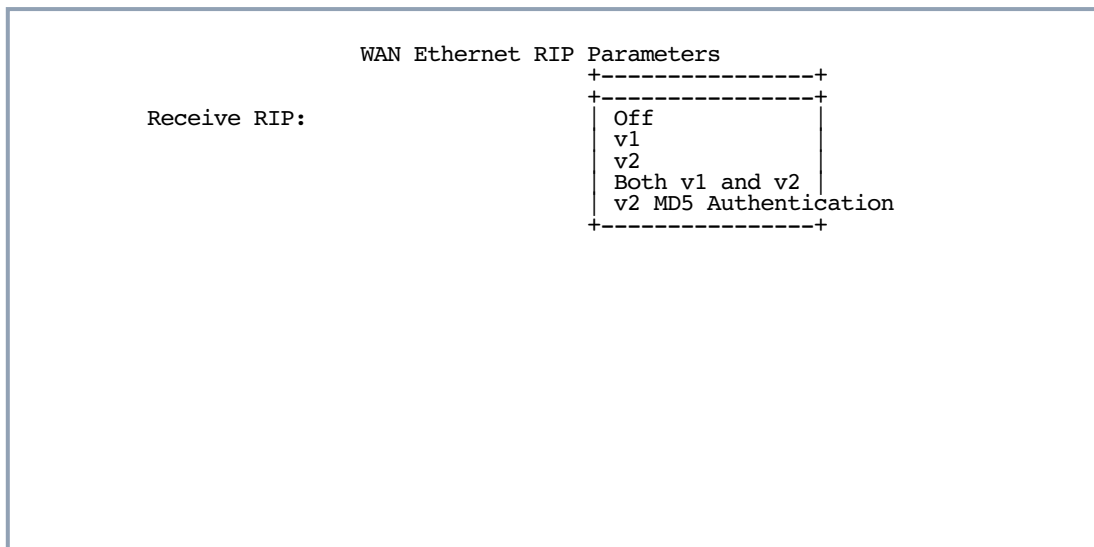 WAN Ethernet RIP Parameters
+----------------+
+----------------+
Receive RIP: | Off |
| v1 |
| v2 |
| Both v1 and v2 |
| v2 MD5 Authentication
+----------------+